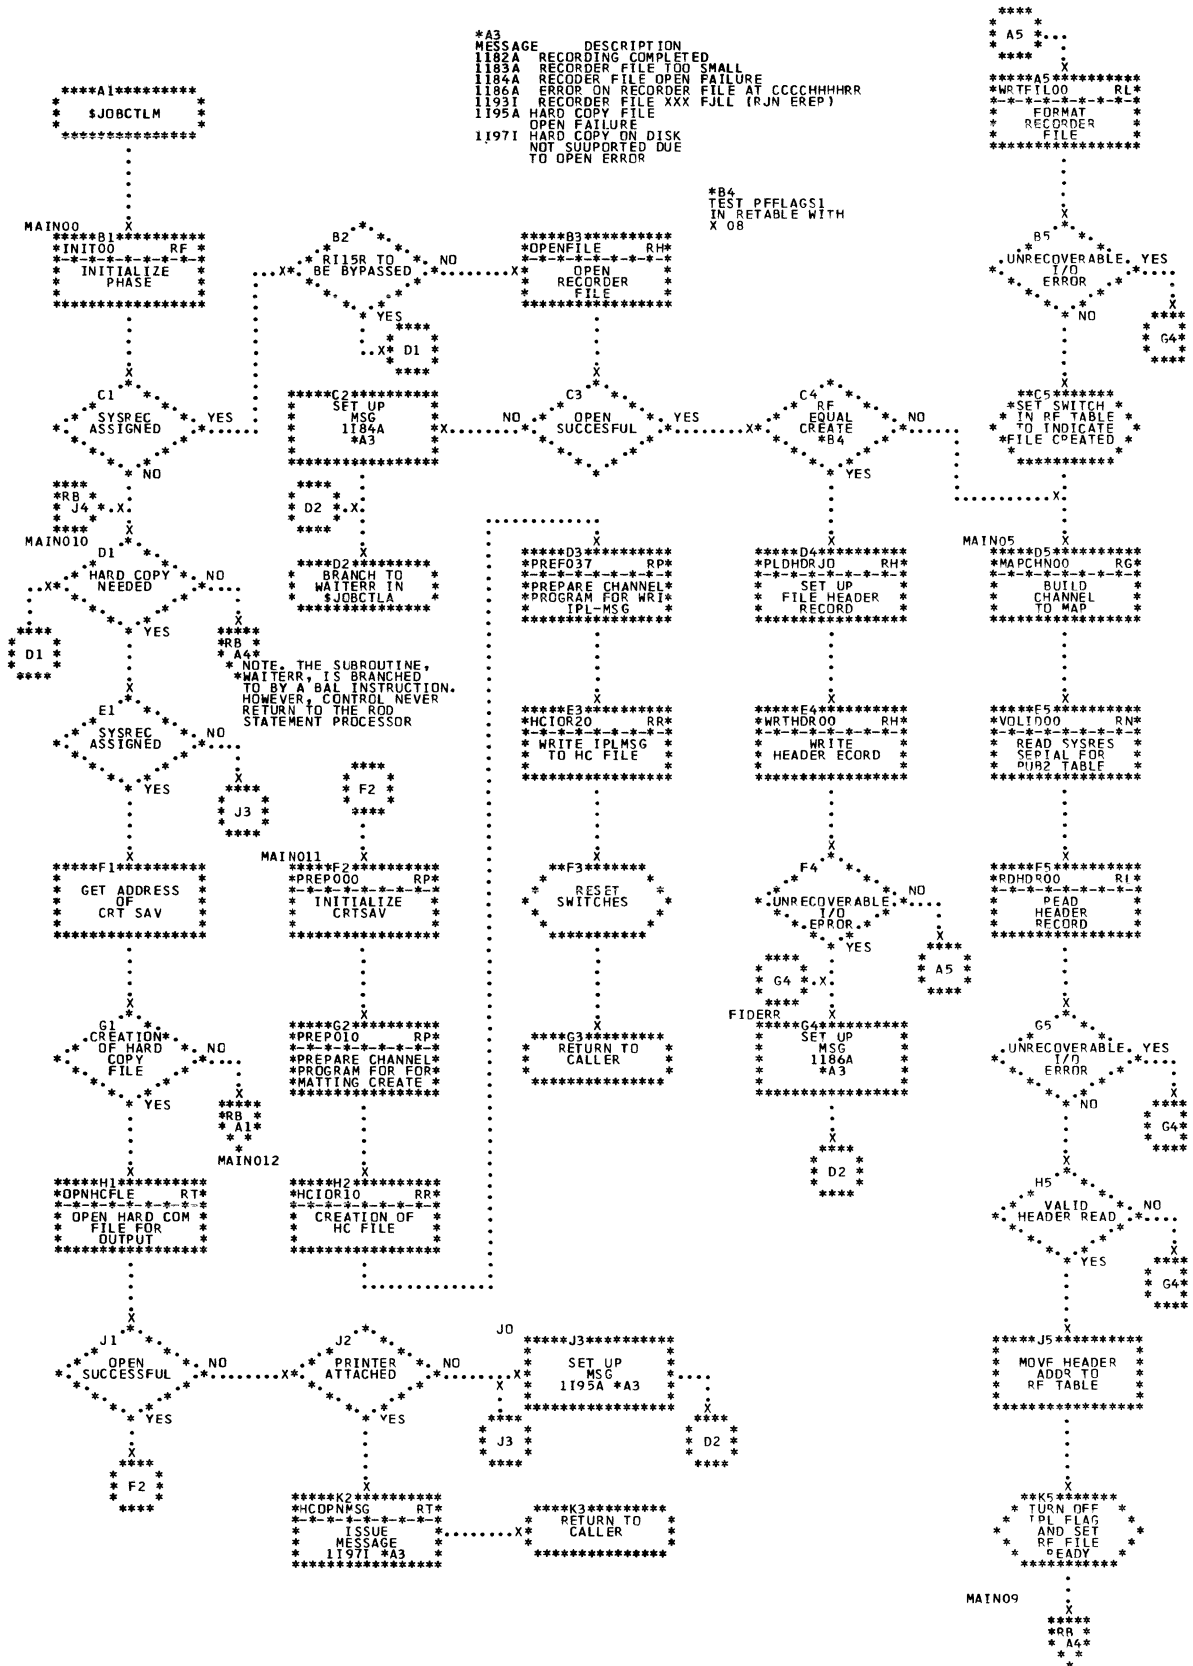 *A3
MESSAGE DESCRIPTION
1182A RECORDING COMPLETED
1183A RECORDER FILE TOO SMALL
1184A RECODER FILE OPEN FAILURE
1186A ERROR ON RECORDER FILE AT CCCCHHHHRR
1193I RECORDER FILE XXX FJLL (RJN EREP)
1I95A HARD COPY FILE
OPEN FAILURE
1197I HARD COPY ON DISK
NOT SUUPORTED DUE
TO OPEN ERROR
*B4
TEST PFFLAGS1
IN RETABLE WITH
X 08
A1
$JOBCTLM
MAIN00
B1
*INIT00 RF *
INITIALIZE
PHASE
C1
SYSREC
ASSIGNED
YES
NO
*RB *
J4
MAIN010
D1
HARD COPY
NEEDED
NO
YES
D1
*RB *
A4*
* NOTE. THE SUBROUTINE,
*WAITERR, IS BRANCHED
TO BY A BAL INSTRUCTION.
HOWEVER, CONTROL NEVER
RETURN TO THE ROD
STATEMENT PROCESSOR
E1
SYSREC
ASSIGNED
NO
YES
J3
F1
GET ADDRESS
OF
CRT SAV
G1
CREATION*
OF HARD
COPY
FILE
NO
YES
*RB *
A1*
MAIN012
H1
*OPNHCFLE RT*
OPEN HARD COM
FILE FOR
OUTPUT
J1
OPEN
SUCCESSFUL
NO
YES
F2
B2
RI15R TO
BE BYPASSED
NO
YES
D1
C2
SET UP
MSG
1I84A
*A3
D2
D2
BRANCH TO
WAITERR IN
$JOBCTLA
F2
MAIN011
F2
*PREP000 RP*
INITIALIZE
CRTSAV
G2
*PREP010 RP*
*PREPARE CHANNEL*
*PROGRAM FOR FOR*
*MATTING CREATE *
H2
*HCIOR10 RR*
CREATION OF
HC FILE
J2
PRINTER
ATTACHED
NO
YES
K2
*HCOPNMSG RT*
ISSUE
MESSAGE
1I97I *A3
B3
*OPENFILE RH*
OPEN
RECORDER
FILE
C3
OPEN
SUCCESFUL
NO
YES
D3
*PREF037 RP*
*PREPARE CHANNEL*
*PROGRAM FOR WRI*
IPL-MSG
E3
*HCIOR20 RR*
WRITE IPLMSG
TO HC FILE
F3
RESET
SWITCHES
G3
RETURN TO
CALLER
J0
J3
SET UP
MSG
1I95A *A3
J3
D2
K3
RETURN TO
CALLER
C4
RF
EQUAL
CREATE
*B4
NO
YES
D4
*PLDHDRJ0 RH*
SET UP
FILE HEADER
RECORD
E4
*WRTHDR00 RH*
WRITE
HEADER ECORD
F4
UNRECOVERABLE
I/O
EPROR
NO
YES
A5
G4
FIDERR
G4
SET UP
MSG
1186A
*A3
D2
A5
A5
*WRTFIL00 RL*
FORMAT
RECORDER
FILE
B5
UNRECOVERABLE
I/O
ERROR
YES
NO
G4
C5
*SET SWITCH
IN RF TABLE
TO INDICATE
*FILE CPEATED
MAIN05
D5
*MAPCHN00 RG*
BUILD
CHANNEL
TO MAP
E5
*VOLID00 RN*
READ SYSRES
SEPIAL FOR
PUB2 TABLE
F5
*RDHDR00 RL*
PEAD
HEADER
RECORD
G5
UNRECOVERABLE
I/O
ERROR
YES
NO
G4
H5
VALID
HEADER READ
NO
YES
G4
J5
MOVF HEADER
ADDR TO
RF TABLE
K5
TURN OFF
IPL FLAG
AND SET
RF FILE
PEADY
MAIN09
*RB *
A4*